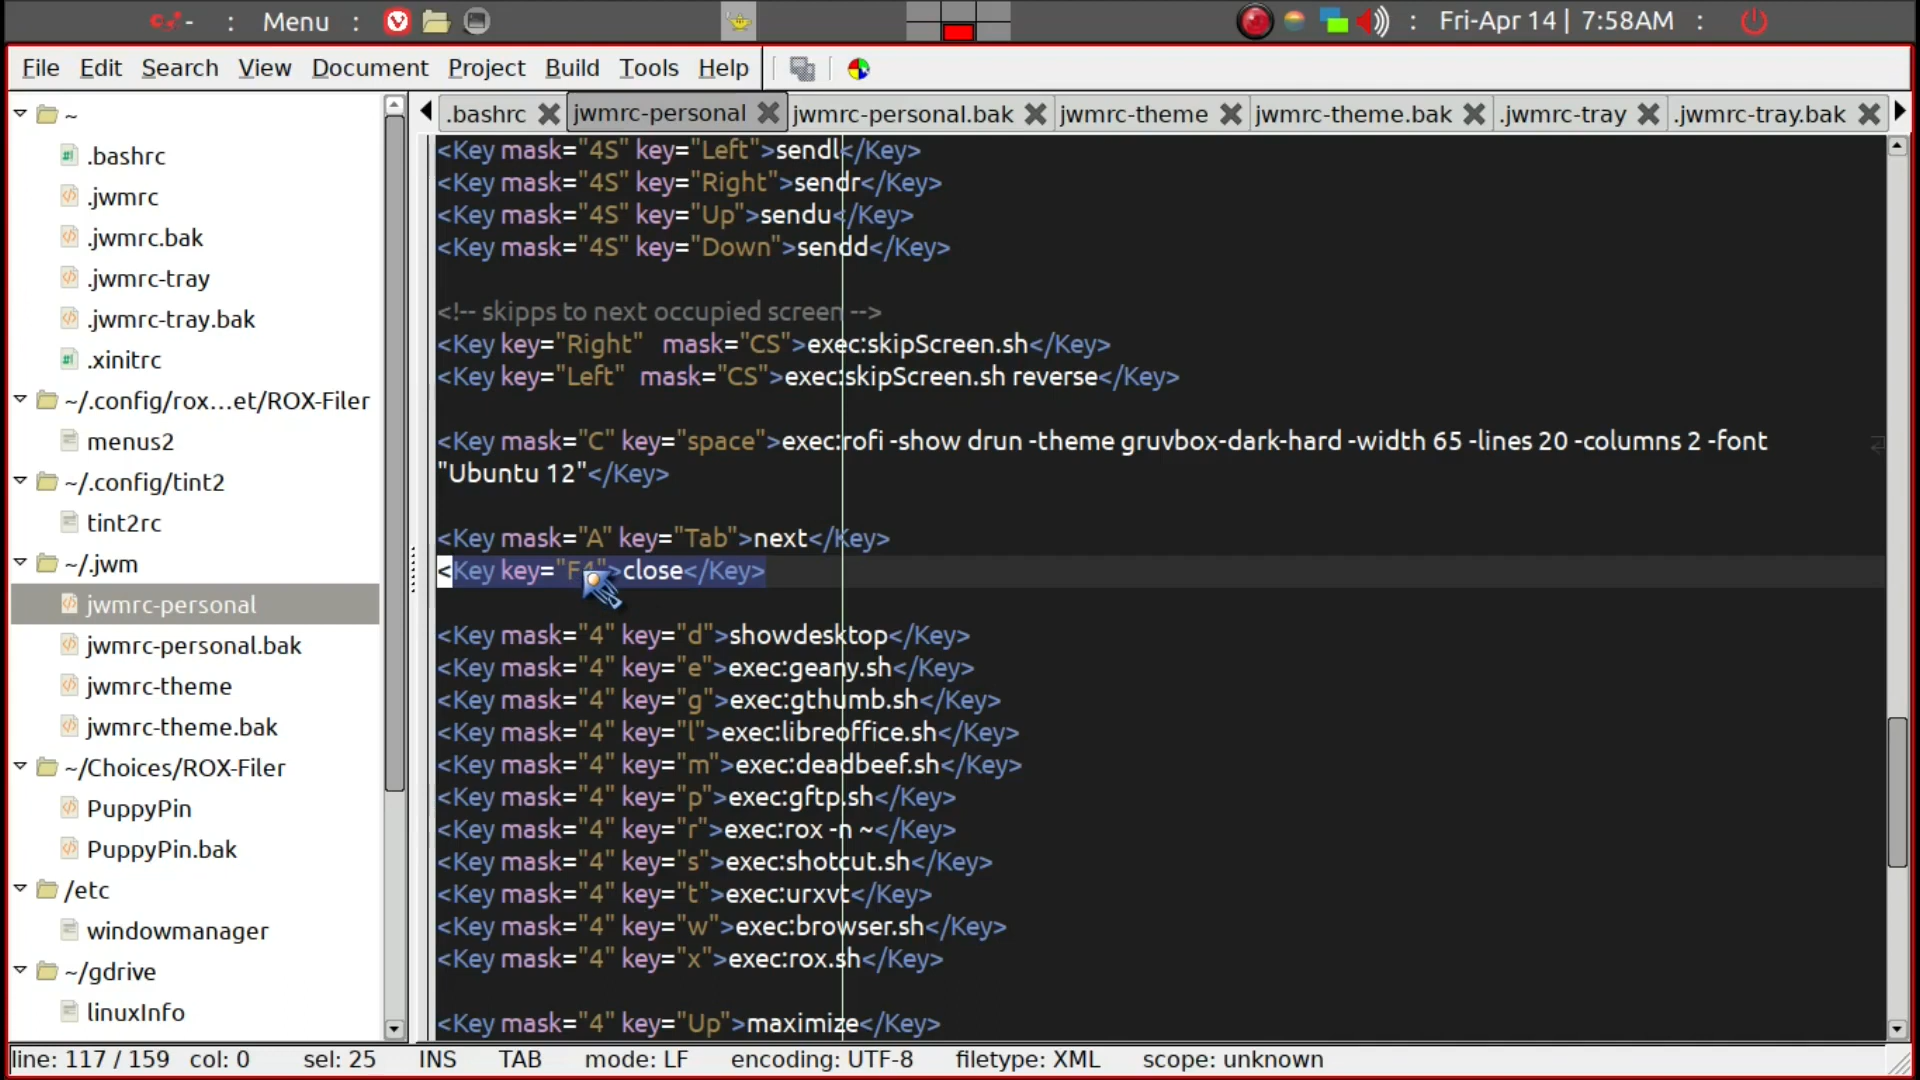 Menu
Fri-Apr 14 | 7:58AM
File Edit Search View Document Project Build Tools Help
.bashrc jwmrc-personal jwmrc-personal.bak jwmrc-theme jwmrc-theme.bak .jwmrc-tray .jwmrc-tray.bak
~
.bashrc
.jwmrc
.jwmrc.bak
.jwmrc-tray
.jwmrc-tray.bak
.xinitrc
~/.config/rox...et/ROX-Filer
menus2
~/.config/tint2
tint2rc
~/.jwm
jwmrc-personal
jwmrc-personal.bak
jwmrc-theme
jwmrc-theme.bak
~/Choices/ROX-Filer
PuppyPin
PuppyPin.bak
/etc
windowmanager
~/gdrive
linuxInfo
<Key mask="4S" key="Left">sendl</Key>
<Key mask="4S" key="Right">sendr</Key>
<Key mask="4S" key="Up">sendu</Key>
<Key mask="4S" key="Down">sendd</Key>
<!-- skipps to next occupied screen -->
<Key key="Right"  mask="CS">exec:skipScreen.sh</Key>
<Key key="Left"  mask="CS">exec:skipScreen.sh reverse</Key>
<Key mask="C" key="space">exec:rofi -show drun -theme gruvbox-dark-hard -width 65 -lines 20 -columns 2 -font
"Ubuntu 12"</Key>
<Key mask="A" key="Tab">next</Key>
<Key key="F4">close</Key>
<Key mask="4" key="d">showdesktop</Key>
<Key mask="4" key="e">exec:geany.sh</Key>
<Key mask="4" key="g">exec:gthumb.sh</Key>
<Key mask="4" key="l">exec:libreoffice.sh</Key>
<Key mask="4" key="m">exec:deadbeef.sh</Key>
<Key mask="4" key="p">exec:gftp.sh</Key>
<Key mask="4" key="r">exec:rox -n ~</Key>
<Key mask="4" key="s">exec:shotcut.sh</Key>
<Key mask="4" key="t">exec:urxvt</Key>
<Key mask="4" key="w">exec:browser.sh</Key>
<Key mask="4" key="x">exec:rox.sh</Key>
<Key mask="4" key="Up">maximize</Key>
line: 117 / 159 col: 0 sel: 25 INS TAB mode: LF encoding: UTF-8 filetype: XML scope: unknown